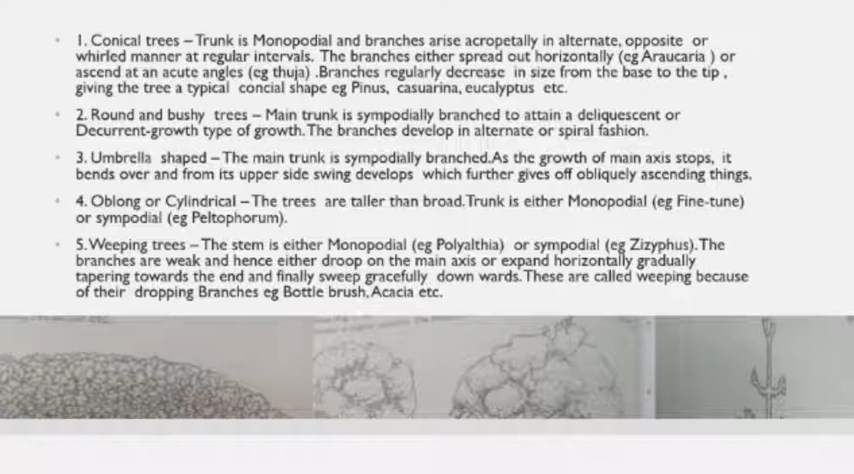 • 1. Conical trees – Trunk is Monopodial and branches arise acropetally in alternate, opposite or
whirled manner at regular intervals. The branches either spread out horizontally (eg Araucaria ) or
ascend at an acute angles (eg thuja) .Branches regularly decrease in size from the base to the tip ,
giving the tree a typical concial shape eg Pinus, casuarina, eucalyptus etc.
• 2. Round and bushy trees – Main trunk is sympodially branched to attain a deliquescent or
Decurrent-growth type of growth. The branches develop in alternate or spiral fashion.
• 3. Umbrella shaped – The main trunk is sympodially branched.As the growth of main axis stops, it
bends over and from its upper side swing develops which further gives off obliquely ascending things.
• 4. Oblong or Cylindrical – The trees are taller than broad. Trunk is either Monopodial (eg Fine-tune)
or sympodial (eg Peltophorum).
• 5. Weeping trees – The stem is either Monopodial (eg Polyalthia) or sympodial (eg Zizyphus). The
branches are weak and hence either droop on the main axis or expand horizontally gradually
tapering towards the end and finally sweep gracefully down wards. These are called weeping because
of their dropping Branches eg Bottle brush, Acacia etc.